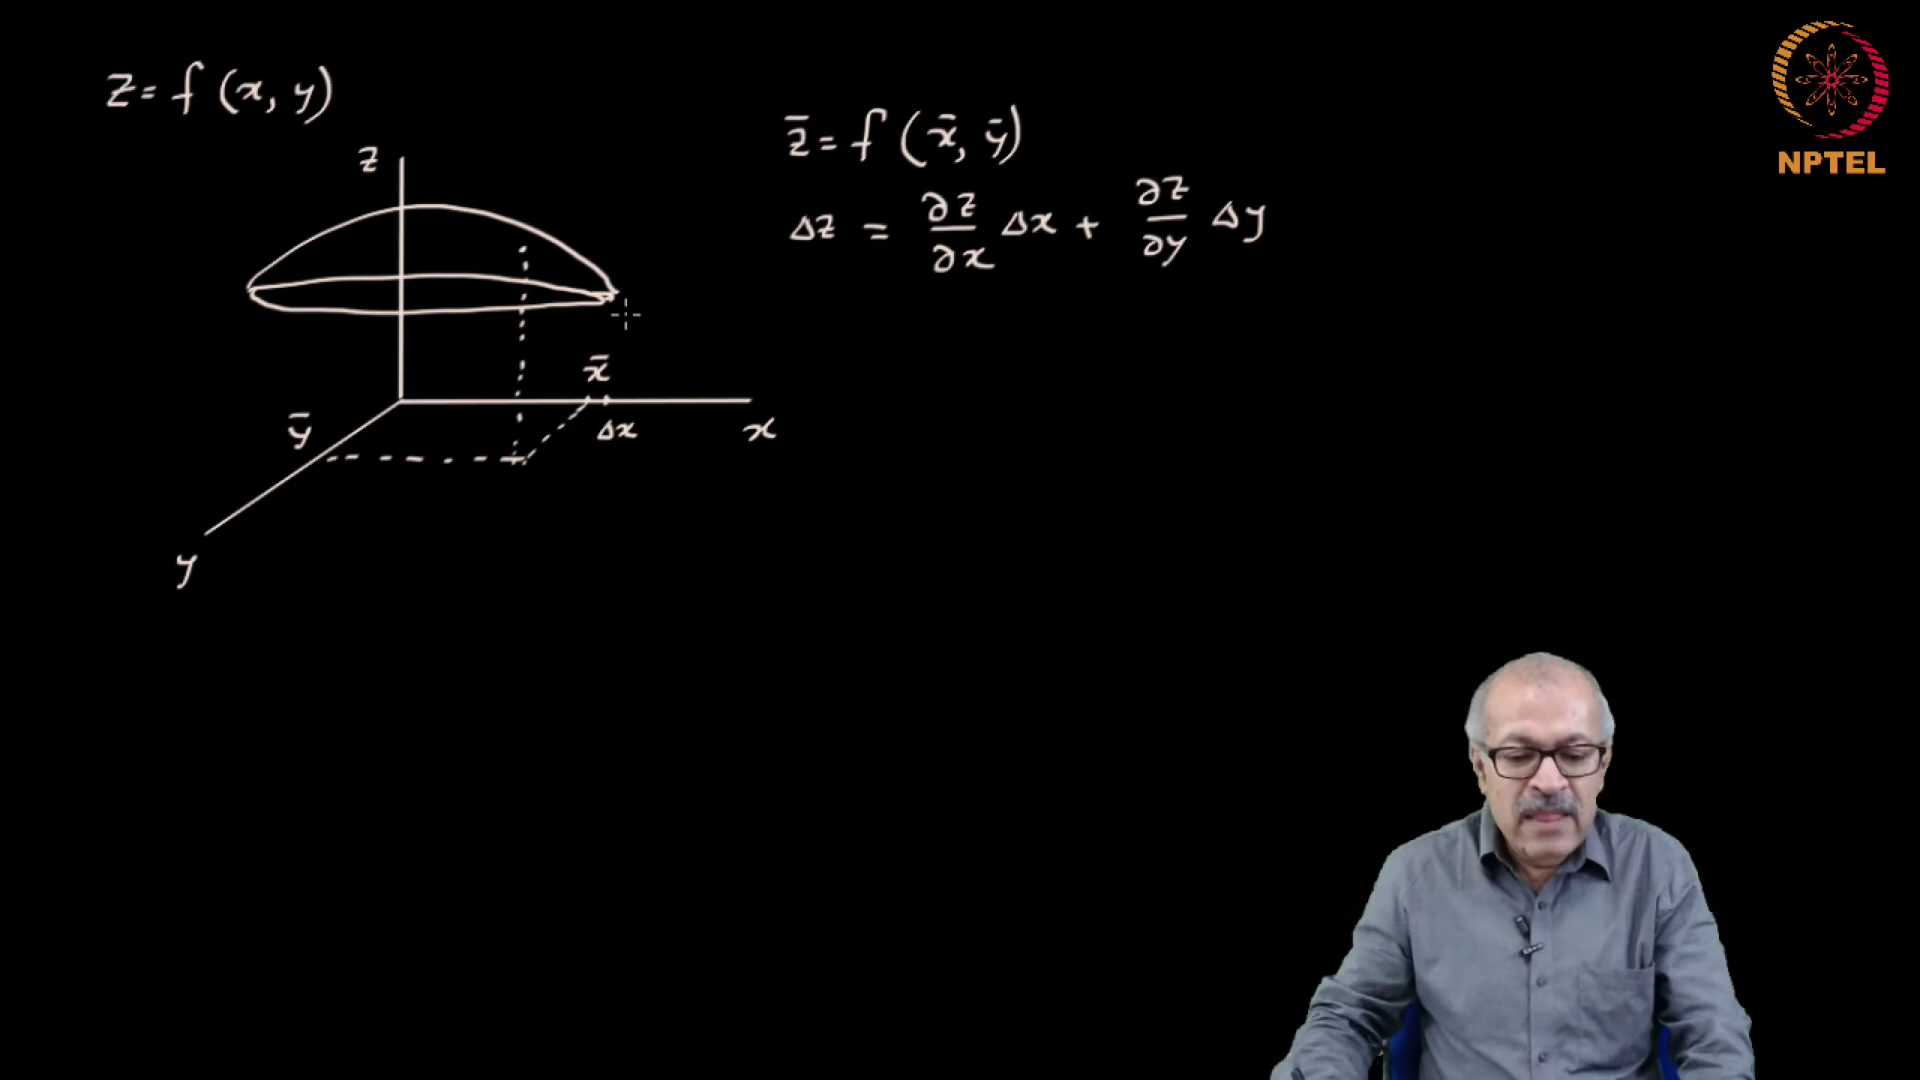 z = f (x, y)
z̄ = f (x̄, ȳ)
Δz = ∂z/∂x Δx + ∂z/∂y Δy
z
x̄
ȳ
Δx
x
y
NPTEL